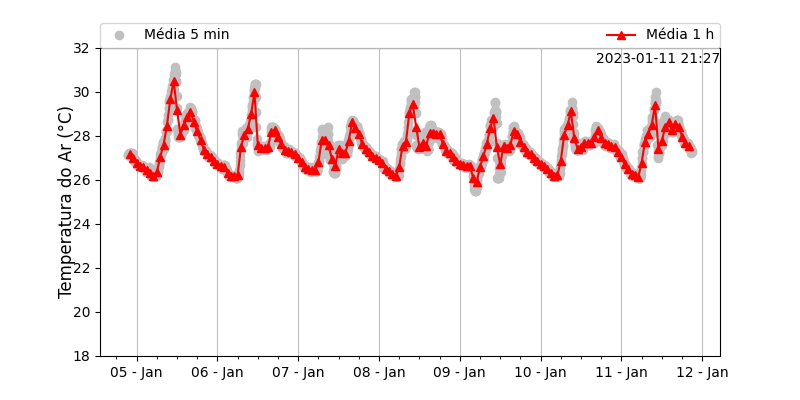 Média 5 min
Média 1 h
2023-01-11 21:27
Temperatura do Ar (°C)
32
30
28
26
24
22
20
18
05 - Jan
06 - Jan
07 - Jan
08 - Jan
09 - Jan
10 - Jan
11 - Jan
12 - Jan